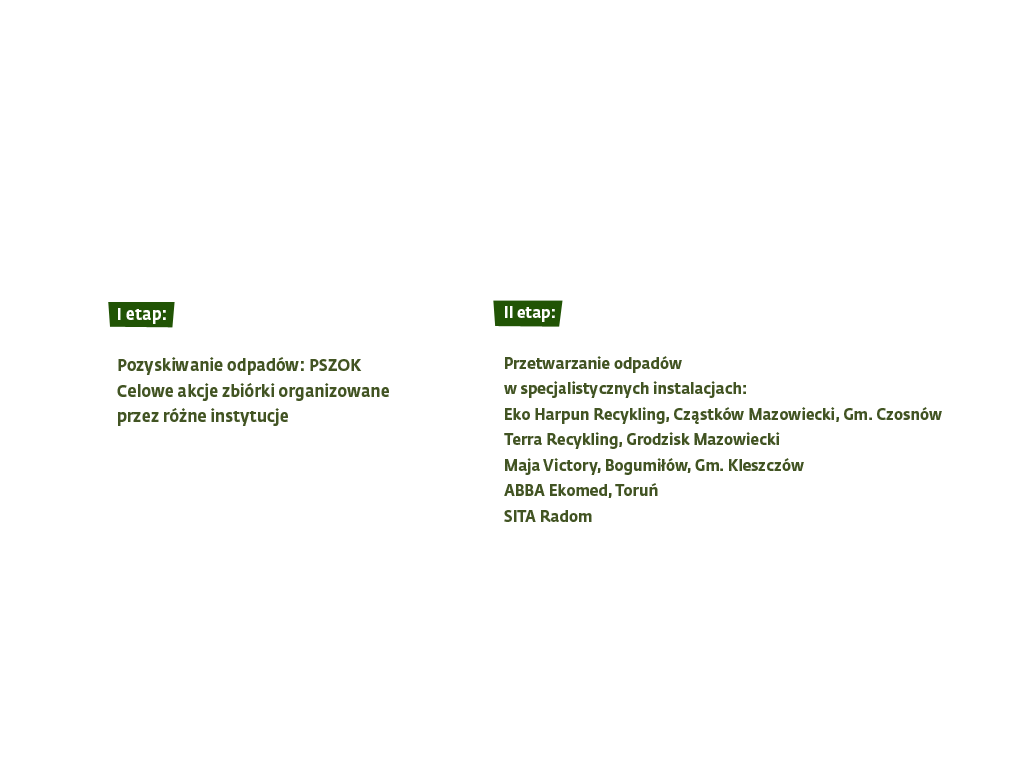 I etap:
Pozyskiwanie odpadów: PSZOK
Celowe akcje zbiórki organizowane
przez różne instytucje
II etap:
Przetwarzanie odpadów
w specjalistycznych instalacjach:
Eko Harpun Recykling, Cząstków Mazowiecki, Gm. Czosnów
Terra Recykling, Grodzisk Mazowiecki
Maja Victory, Bogumiłów, Gm. Kleszczów
ABBA Ekomed, Toruń
SITA Radom